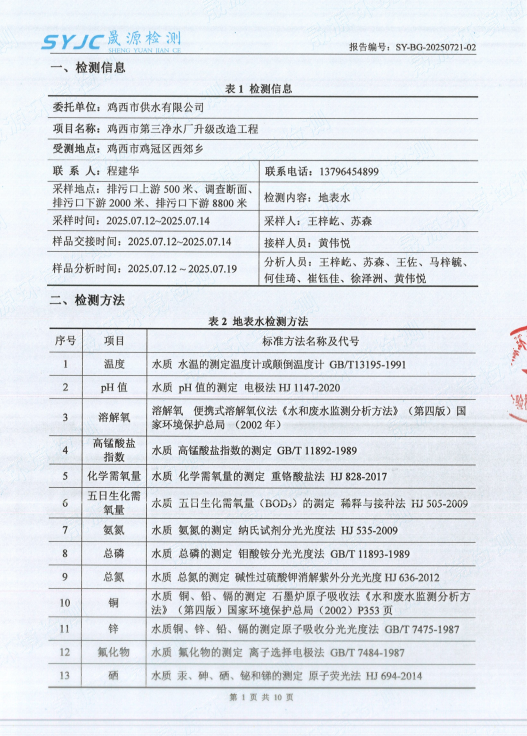 SYJC 晟源检测
SHENG YUAN JIAN CE
报告编号：SY-BG-20250721-02
一、检测信息
表 1 检测信息
委托单位：鸡西市供水有限公司
项目名称：鸡西市第三净水厂升级改造工程
受测地点：鸡西市鸡冠区西郊乡
联 系 人：程建华 联系电话：13796454899
采样地点：排污口上游 500 米、调查断面、
排污口下游 2000 米、排污口下游 8800 米 检测内容：地表水
采样时间：2025.07.12~2025.07.14 采样人：王梓屹、苏森
样品交接时间：2025.07.12~2025.07.14 接样人员：黄伟悦
样品分析时间：2025.07.12 ~ 2025.07.19 分析人员：王梓屹、苏森、王佐、马梓毓、
何佳琦、崔钰佳、徐洋洲、黄伟悦
二、检测方法
表 2 地表水检测方法
序号 项目 标准方法名称及代号
1 温度 水质 水温的测定温度计或颠倒温度计 GB/T13195-1991
2 pH 值 水质 pH 值的测定 电极法 HJ 1147-2020
3 溶解氧 溶解氧 便携式溶解氧仪法《水和废水监测分析方法》（第四版）国
家环境保护总局 （2002 年）
4 高锰酸盐
指数 水质 高锰酸盐指数的测定 GB/T 11892-1989
5 化学需氧量 水质 化学需氧量的测定 重铬酸盐法 HJ 828-2017
6 五日生化需
氧量 水质 五日生化需氧量（BOD₅）的测定 稀释与接种法 HJ 505-2009
7 氨氮 水质 氨氮的测定 纳氏试剂分光光度法 HJ 535-2009
8 总磷 水质 总磷的测定 钼酸铵分光光度法 GB/T 11893-1989
9 总氮 水质 总氮的测定 碱性过硫酸钾消解紫外分光光度 HJ 636-2012
10 铜 水质 铜、铅、镉的测定 石墨炉原子吸收法《水和废水监测分析方
法》（第四版）国家环境保护总局（2002）P353 页
11 锌 水质铜、锌、铅、镉的测定原子吸收分光光度法 GB/T 7475-1987
12 氟化物 水质 氟化物的测定 离子选择电极法 GB/T 7484-1987
13 硒 水质 汞、砷、硒、铋和锑的测定 原子荧光法 HJ 694-2014
第 1 页 共 10 页